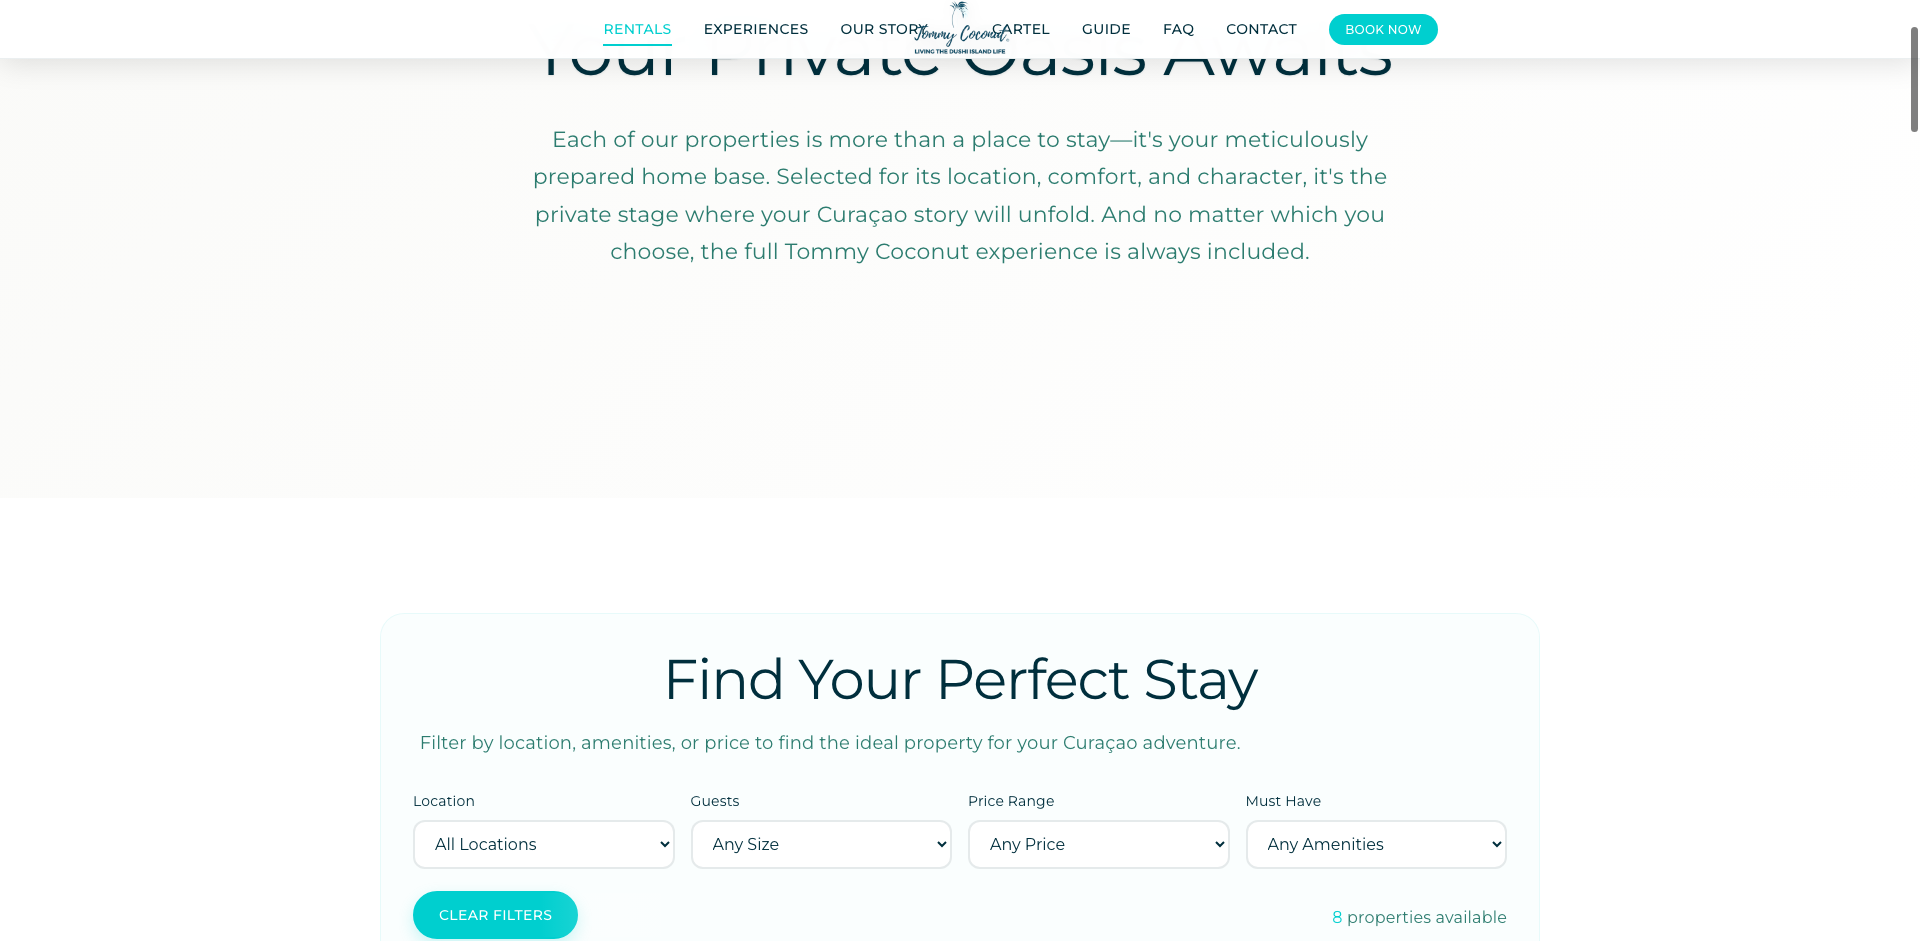 RENTALS EXPERIENCES OUR STORY CARTEL GUIDE FAQ CONTACT BOOK NOW
Tommy Coconut
LIVING THE DUSHI ISLAND LIFE
Your Private Oasis Awaits
Each of our properties is more than a place to stay—it's your meticulously
prepared home base. Selected for its location, comfort, and character, it's the
private stage where your Curaçao story will unfold. And no matter which you
choose, the full Tommy Coconut experience is always included.
Find Your Perfect Stay
Filter by location, amenities, or price to find the ideal property for your Curaçao adventure.
Location Guests Price Range Must Have
All Locations Any Size Any Price Any Amenities
CLEAR FILTERS
8 properties available